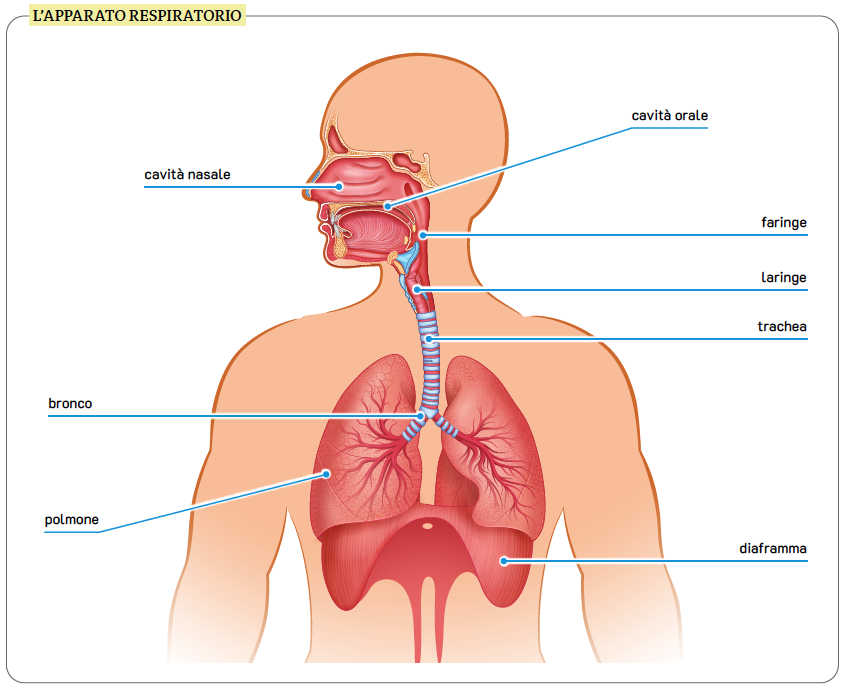 L'APPARATO RESPIRATORIO
cavità orale
cavità nasale
faringe
laringe
trachea
bronco
polmone
diaframma